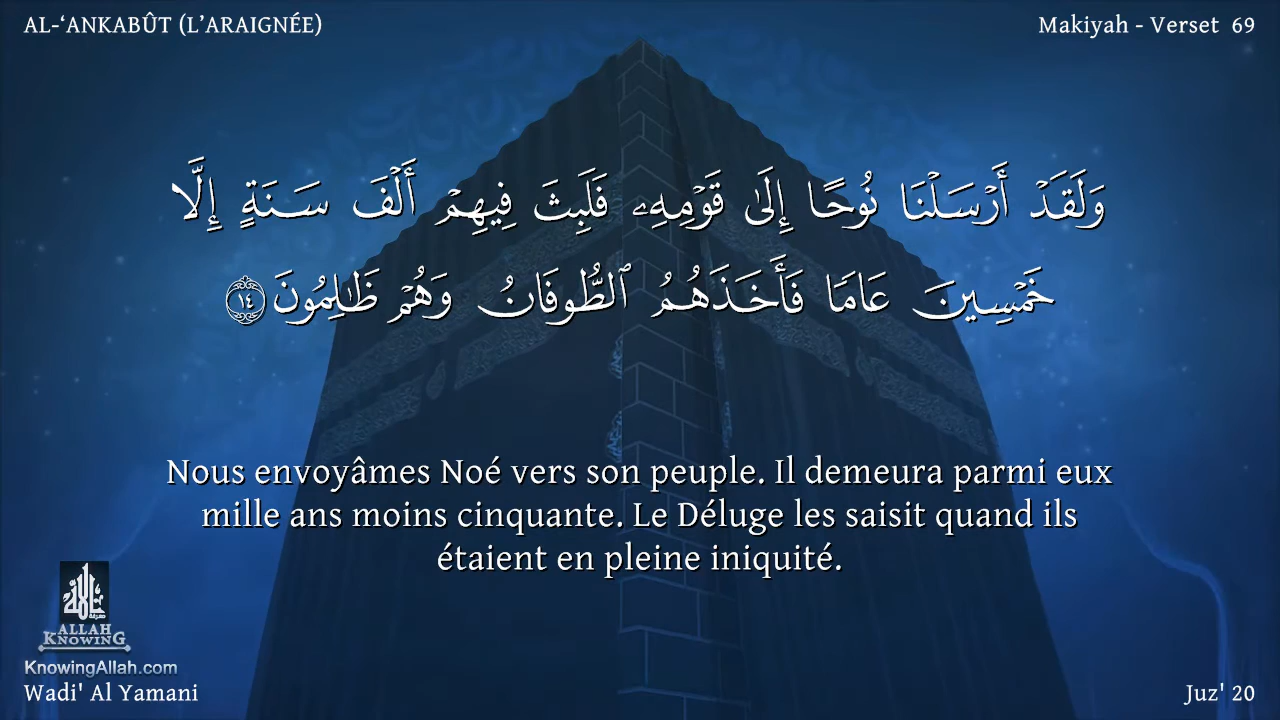 AL-‘ANKABÛT (L’ARAIGNÉE)
Makiyah - Verset 69
وَلَقَدْ أَرْسَلْنَا نُوحًا إِلَىٰ قَوْمِهِۦ فَلَبِثَ فِيهِمْ أَلْفَ سَنَةٍ إِلَّا
خَمْسِينَ عَامًا فَأَخَذَهُمُ ٱلطُّوفَانُ وَهُمْ ظَٰلِمُونَ ١٤
Nous envoyâmes Noé vers son peuple. Il demeura parmi eux
mille ans moins cinquante. Le Déluge les saisit quand ils
étaient en pleine iniquité.
معرفة الله
ALLAH
KNOWING
KnowingAllah.com
Wadi' Al Yamani
Juz' 20